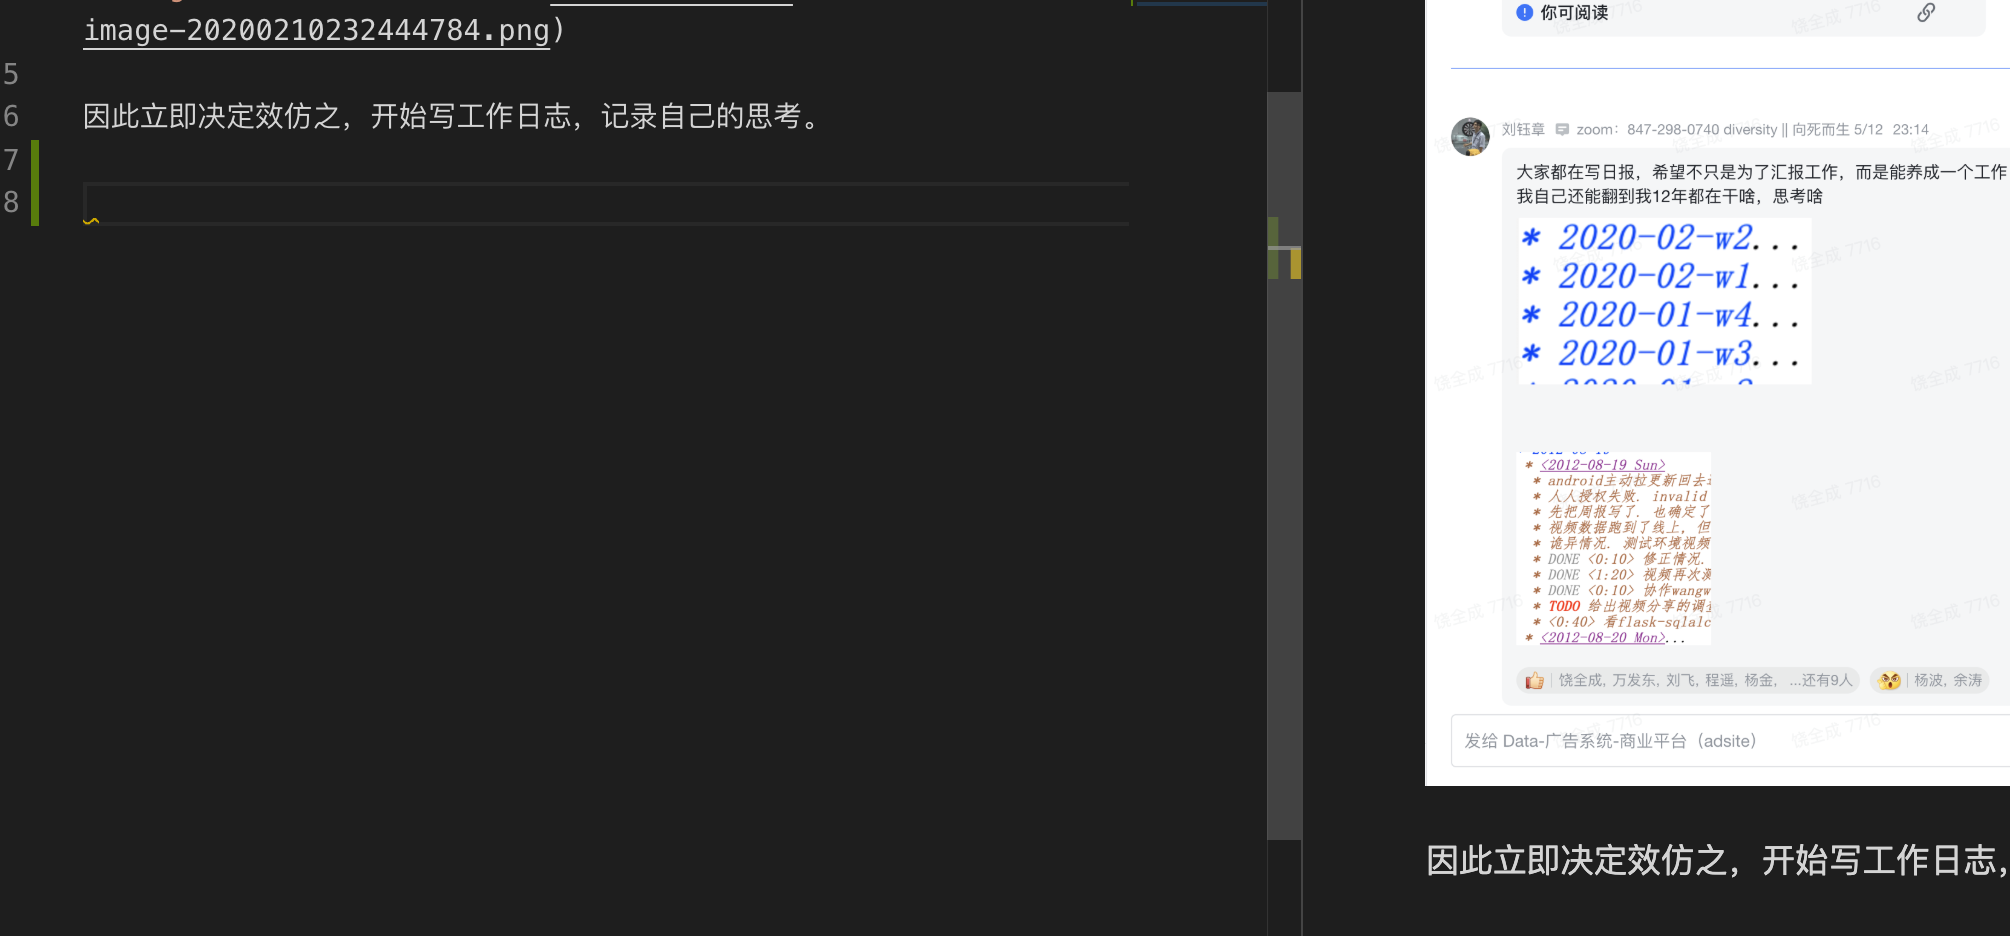 image-20200210232444784.png)
5
6 因此立即决定效仿之，开始写工作日志，记录自己的思考。
7
8
你可阅读
刘钰章 zoom：847-298-0740 diversity || 向死而生 5/12 23:14
大家都在写日报，希望不只是为了汇报工作，而是能养成一个工作
我自己还能翻到我12年都在干啥，思考啥
* 2020-02-w2...
* 2020-02-w1...
* 2020-01-w4...
* 2020-01-w3...
* <2012-08-19 Sun>
* android主动拉更新回去
* 人人授权失败. invalid
* 先把周报写了. 也确定了
* 视频数据跑到了线上, 但
* 诡异情况. 测试环境视频
* DONE <0:10> 修正情况.
* DONE <1:20> 视频再次测
* DONE <0:10> 协作wangw
* TODO 给出视频分享的调
* <0:40> 看flask-sqlalc
* <2012-08-20 Mon>...
饶全成, 万发东, 刘飞, 程遥, 杨金, ...还有9人 杨波, 余涛
发给 Data-广告系统-商业平台（adsite）
因此立即决定效仿之，开始写工作日志，
饶全成 7716